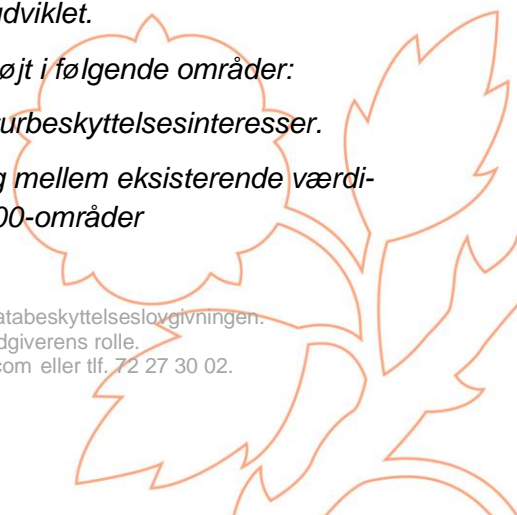 udviklet.
øjt i følgende områder:
urbeskyttelsesinteresser.
g mellem eksisterende værdi-
00-områder
atabeskyttelseslovgivningen.
dgiverens rolle.
com eller tlf. 72 27 30 02.